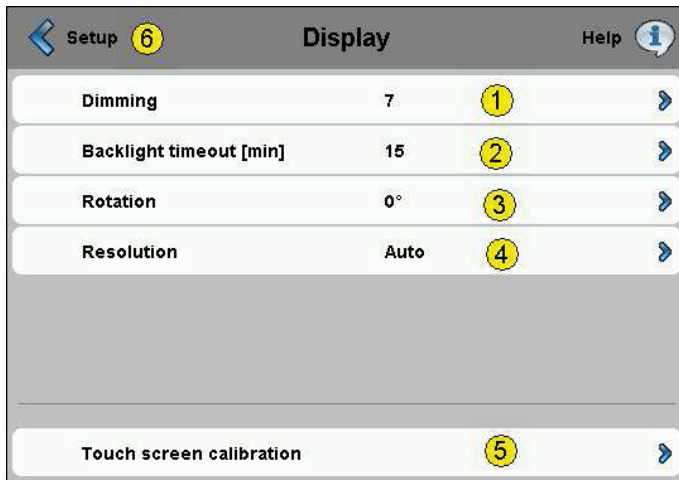 Setup 6 Display Help i
Dimming 7 1
Backlight timeout [min] 15 2
Rotation 0° 3
Resolution Auto 4
Touch screen calibration 5